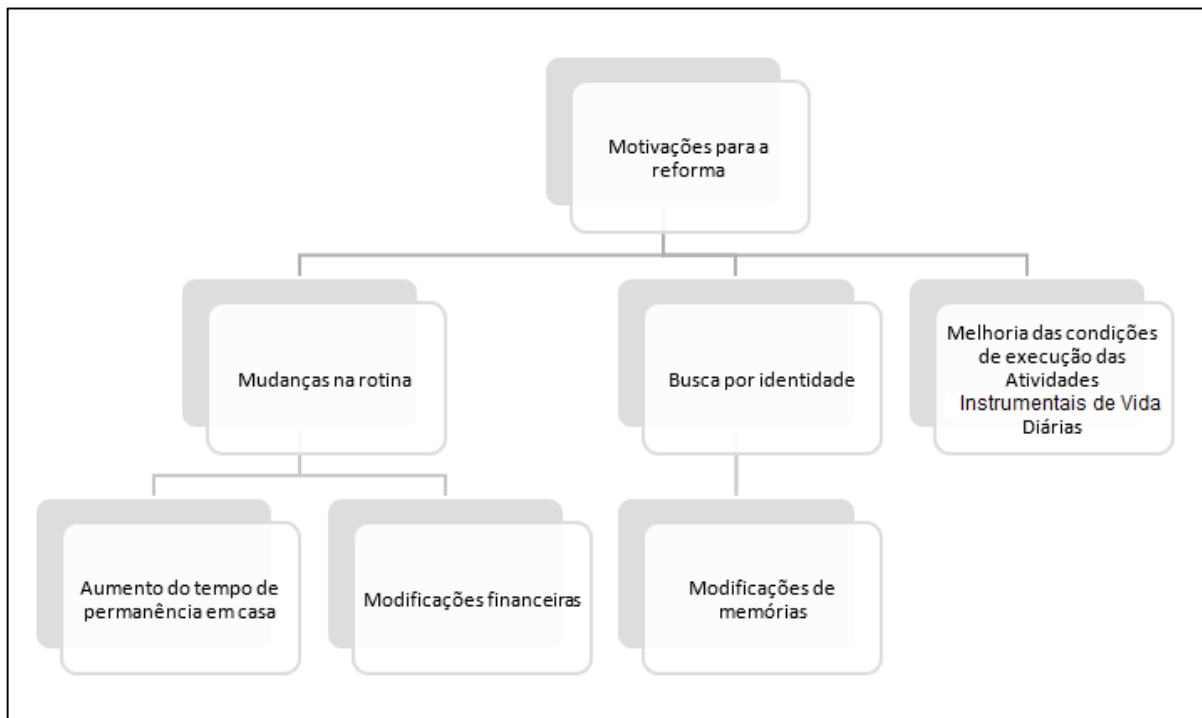 Motivações para a
reforma
Mudanças na rotina
Busca por identidade
Melhoria das condições
de execução das
Atividades
Instrumentais de Vida
Diárias
Aumento do tempo de
permanência em casa
Modificações financeiras
Modificações de
memórias